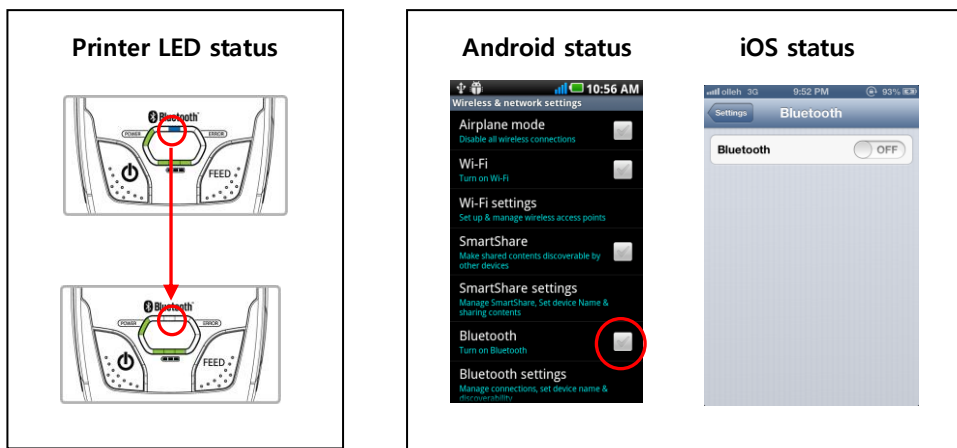 Printer LED status
Bluetooth
POWER
ERROR
FEED
Bluetooth
POWER
ERROR
FEED
Android status
10:56 AM
Wireless & network settings
Airplane mode
Disable all wireless connections
Wi-Fi
Turn on Wi-Fi
Wi-Fi settings
Set up & manage wireless access points
SmartShare
Make shared contents discoverable by
other devices
SmartShare settings
Manage SmartShare, Set device Name &
sharing contents
Bluetooth
Turn on Bluetooth
Bluetooth settings
Manage connections, set device name &
discoverability
iOS status
olleh 3G 9:52 PM 93%
Settings Bluetooth
Bluetooth OFF